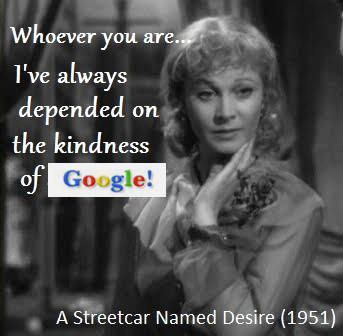 Whoever you are...
I've always
depended on
the kindness
of Google!
A Streetcar Named Desire (1951)